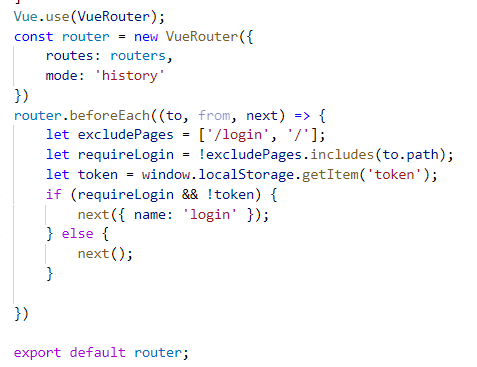 Vue.use(VueRouter);
const router = new VueRouter({
    routes: routers,
    mode: 'history'
})
router.beforeEach((to, from, next) => {
    let excludePages = ['/login', '/'];
    let requireLogin = !excludePages.includes(to.path);
    let token = window.localStorage.getItem('token');
    if (requireLogin && !token) {
        next({ name: 'login' });
    } else {
        next();
    }

})

export default router;